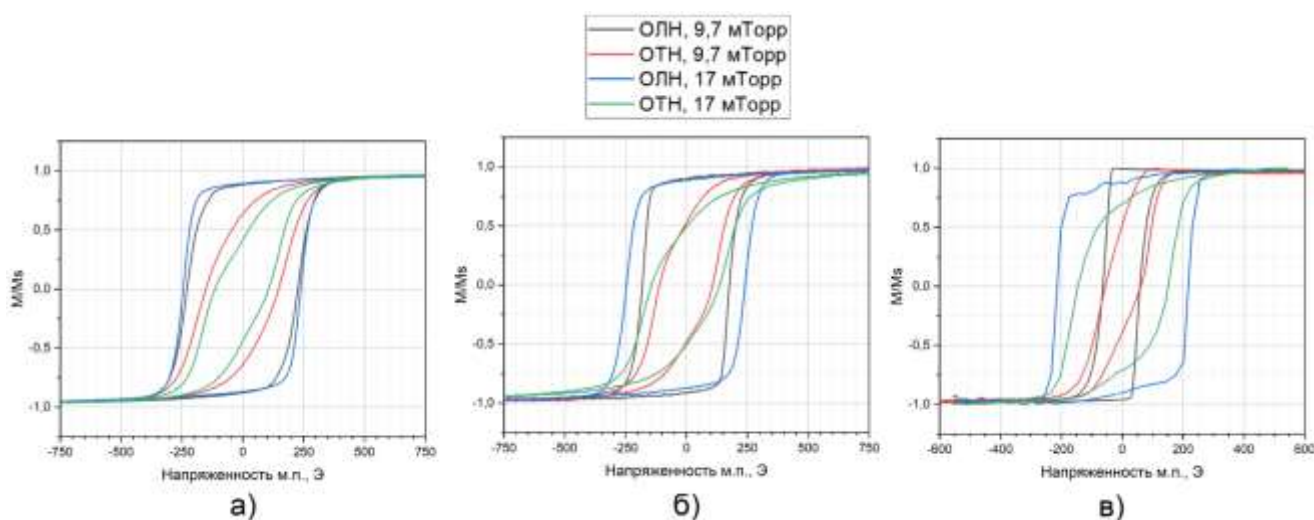 ОЛН, 9,7 мТорр
ОТН, 9,7 мТорр
ОЛН, 17 мТорр
ОТН, 17 мТорр
1.0
0.5
0.0
-0.5
-1.0
M/Ms
-750 -500 -250 0 250 500 750
Напряженность м.п., Э
а)
1.0
0.5
0.0
-0.5
-1.0
M/Ms
-750 -500 -250 0 250 500 750
Напряженность м.п., Э
б)
1.0
0.5
0.0
-0.5
-1.0
M/Ms
-600 -400 -200 0 200 400 600
Напряженность м.п., Э
в)